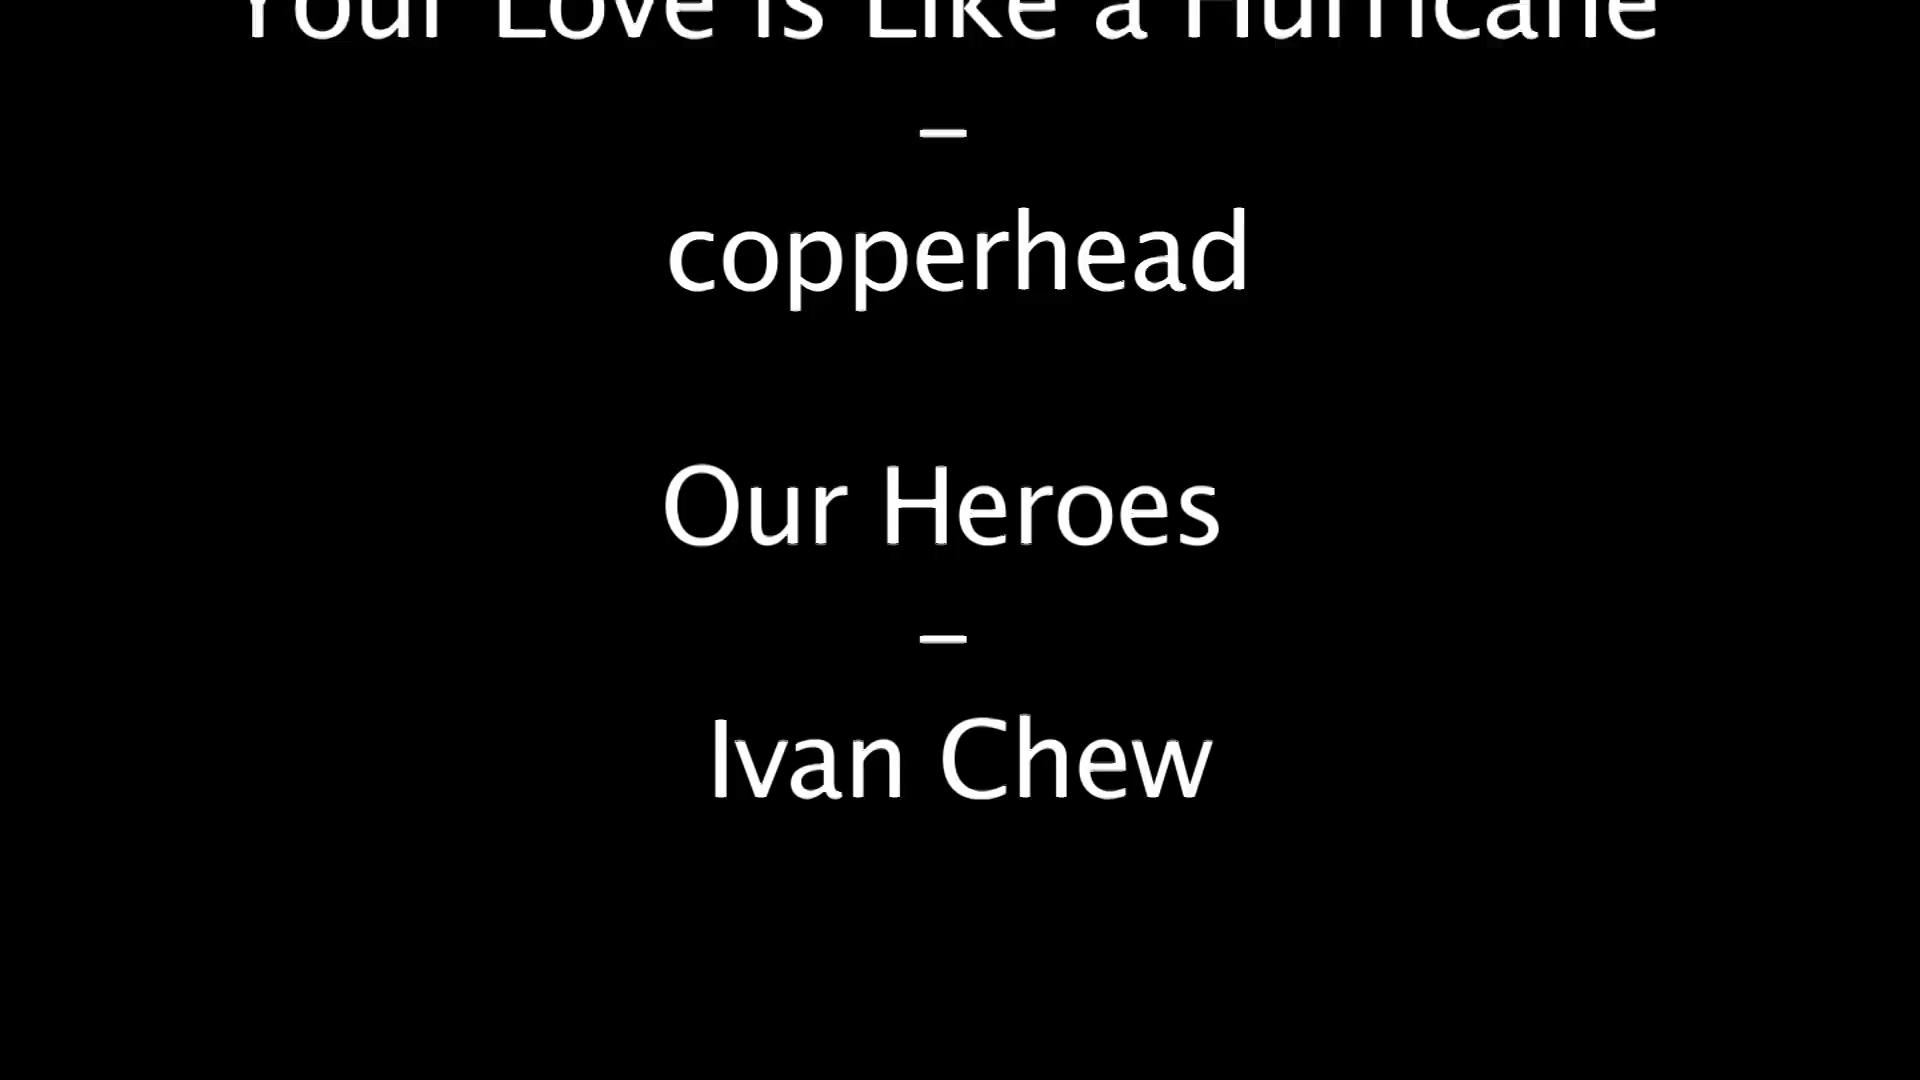 Your Love is Like a Hurricane
–
copperhead
Our Heroes
–
Ivan Chew